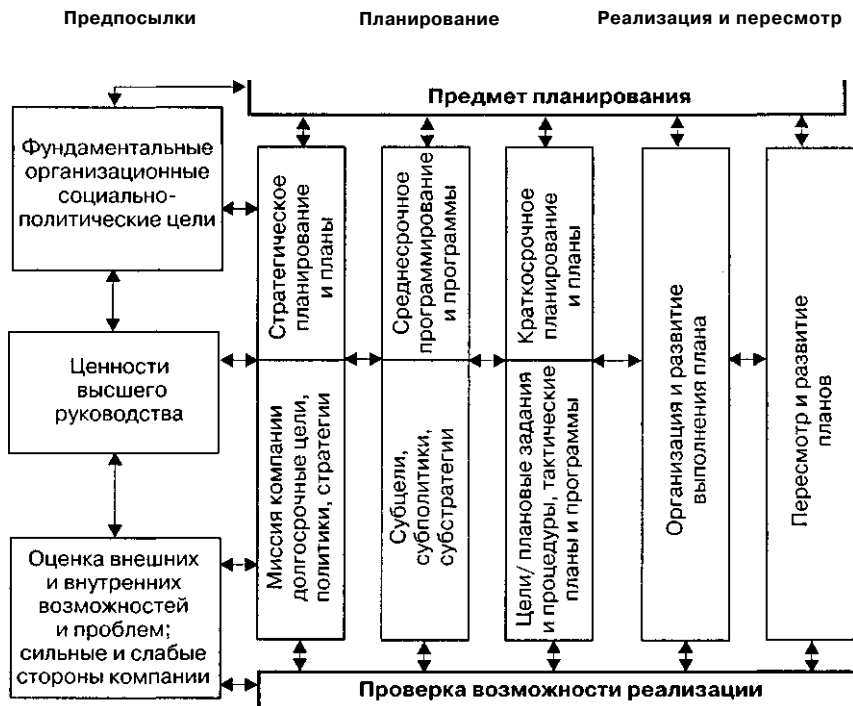 Предпосылки
Планирование
Реализация и пересмотр
Предмет планирования
Фундаментальные
организационные
социально-
политические цели
Ценности
высшего
руководства
Оценка внешних
и внутренних
возможностей
и проблем;
сильные и слабые
стороны компании
Стратегическое
планирование
и планы
Миссия компании
долгосрочные цели,
политики, стратегии
Среднесрочное
программирование
и программы
Субцели,
субполитики,
субстратегии
Краткосрочное
планирование
и планы
Цели/ плановые задания
и процедуры, тактические
планы и программы
Организация и развитие
выполнения плана
Пересмотр и развитие
планов
Проверка возможности реализации